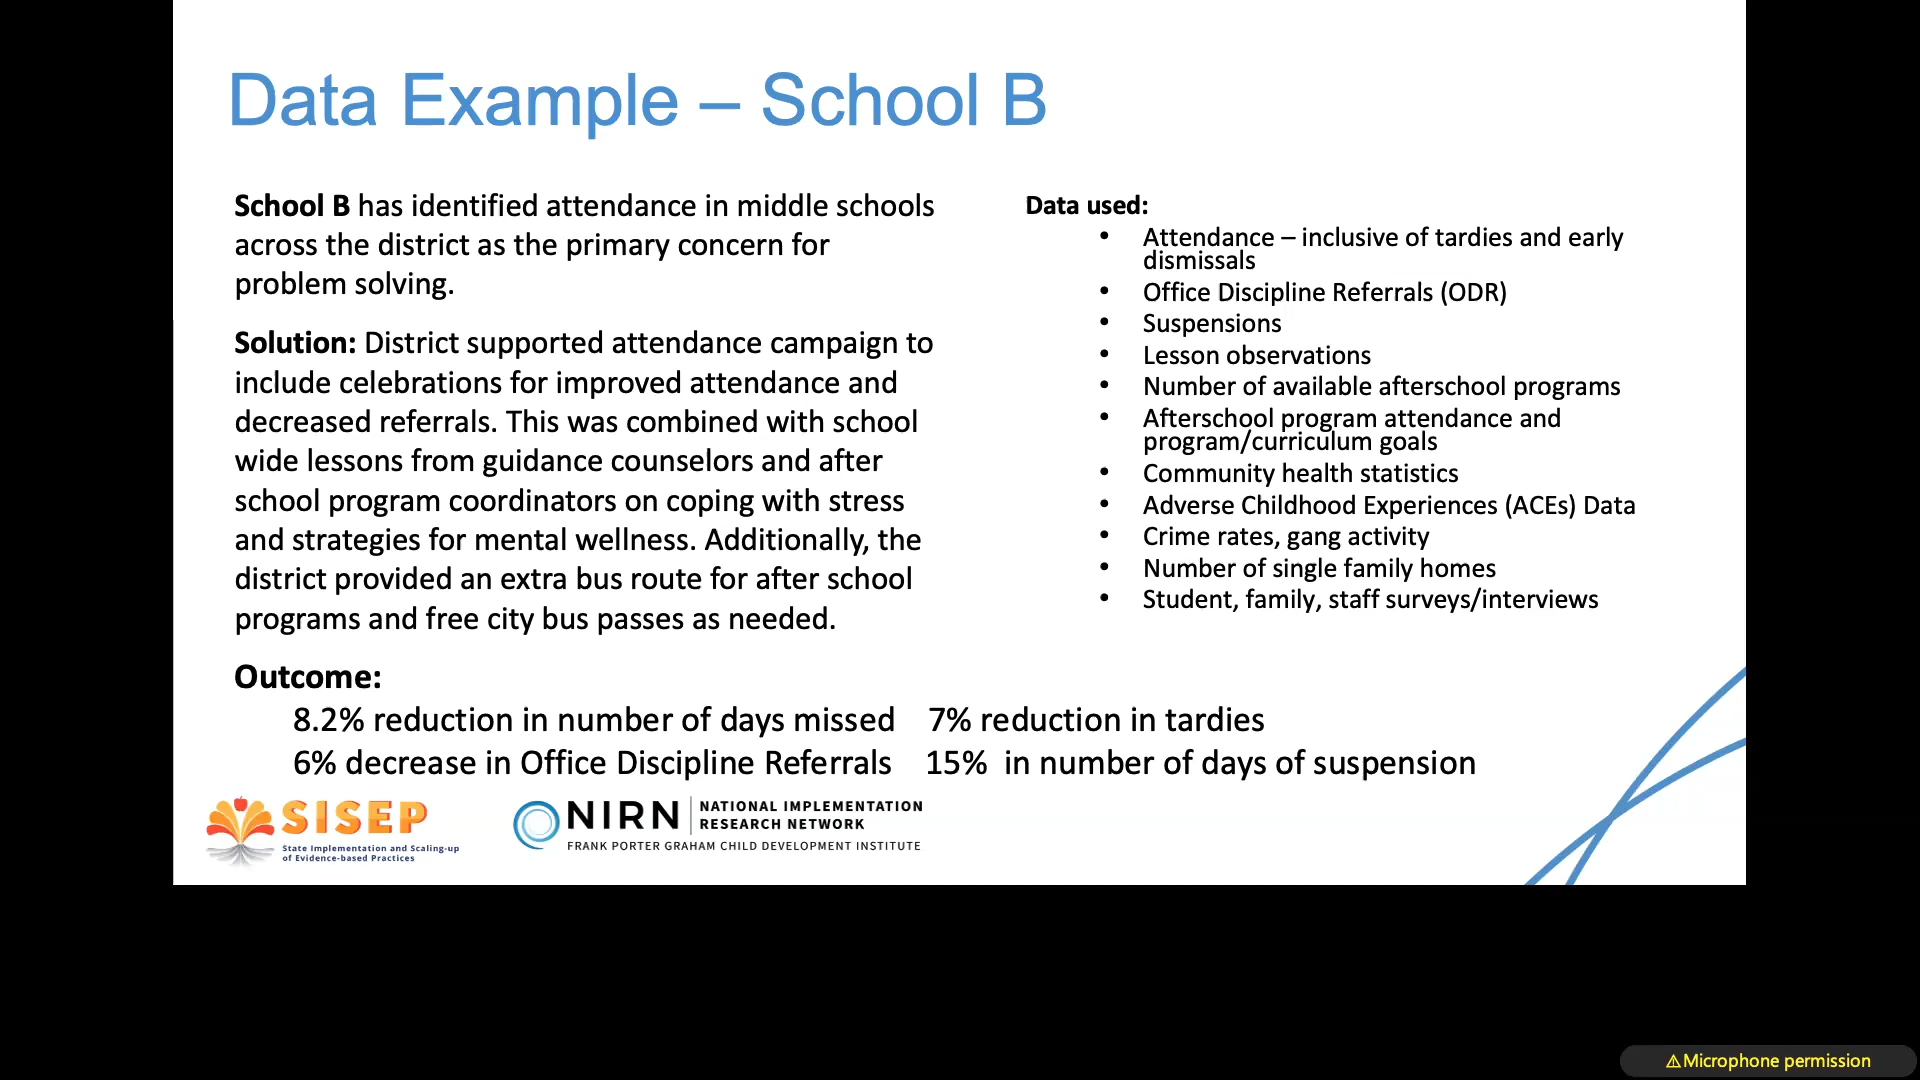 Data Example – School B
School B has identified attendance in middle schools
across the district as the primary concern for
problem solving.
Solution: District supported attendance campaign to
include celebrations for improved attendance and
decreased referrals. This was combined with school
wide lessons from guidance counselors and after
school program coordinators on coping with stress
and strategies for mental wellness. Additionally, the
district provided an extra bus route for after school
programs and free city bus passes as needed.
Data used:
• Attendance – inclusive of tardies and early
dismissals
• Office Discipline Referrals (ODR)
• Suspensions
• Lesson observations
• Number of available afterschool programs
• Afterschool program attendance and
program/curriculum goals
• Community health statistics
• Adverse Childhood Experiences (ACEs) Data
• Crime rates, gang activity
• Number of single family homes
• Student, family, staff surveys/interviews
Outcome:
8.2% reduction in number of days missed 7% reduction in tardies
6% decrease in Office Discipline Referrals 15% in number of days of suspension
SISEP
State Implementation and Scaling-up
of Evidence-based Practices
NIRN
NATIONAL IMPLEMENTATION
RESEARCH NETWORK
FRANK PORTER GRAHAM CHILD DEVELOPMENT INSTITUTE
⚠Microphone permission